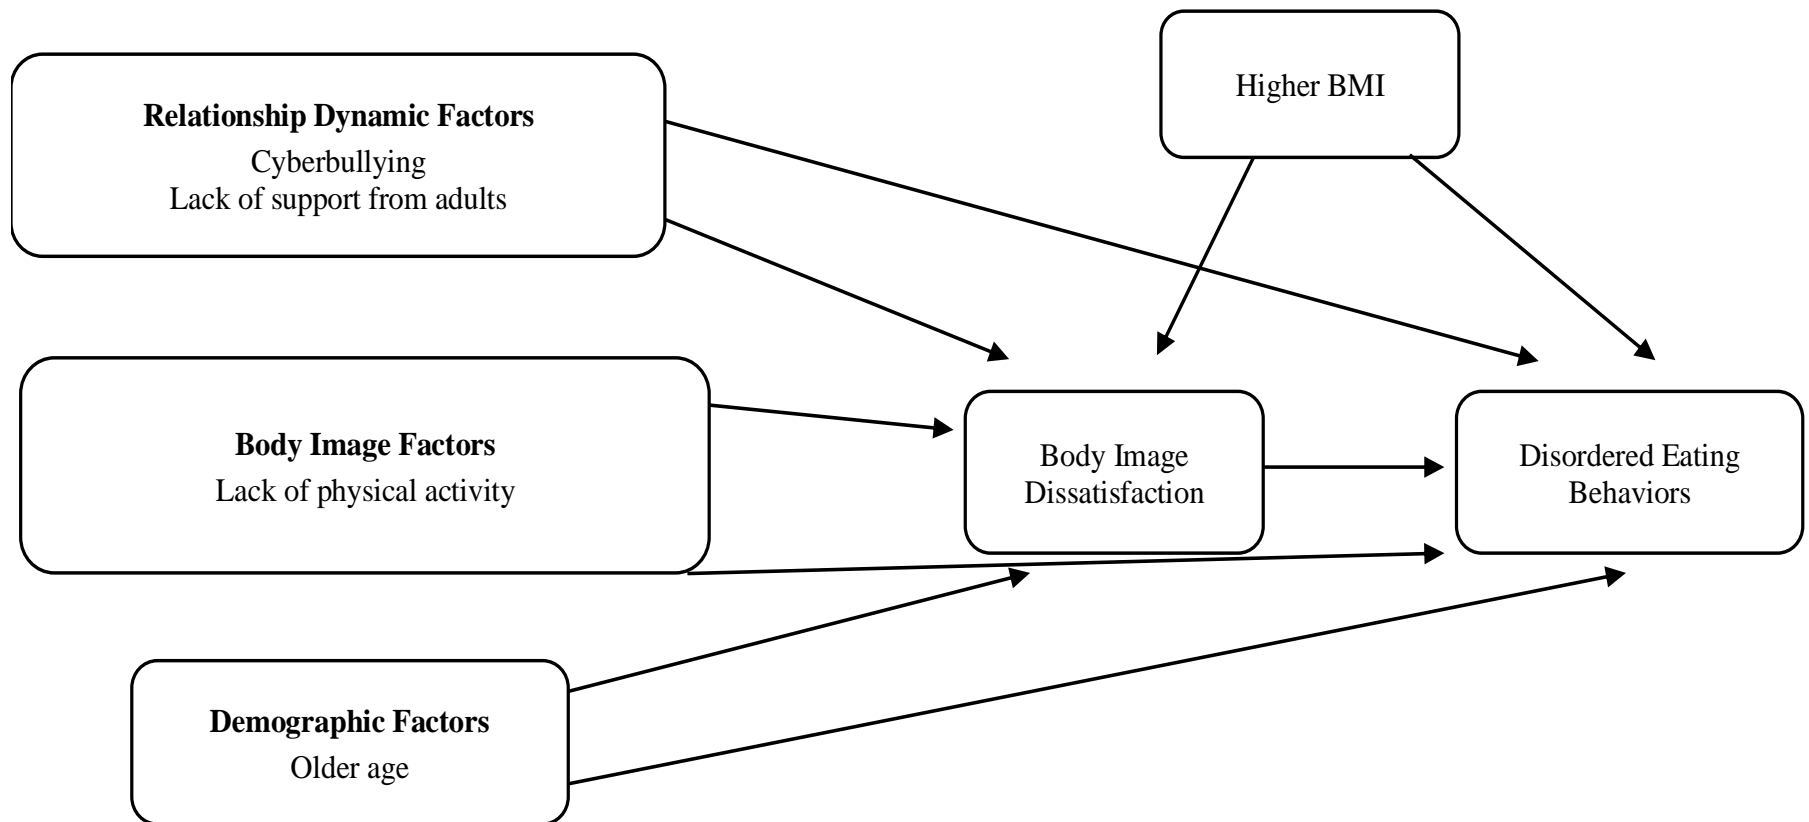 Higher BMI
Relationship Dynamic Factors
Cyberbullying
Lack of support from adults
Body Image Factors
Lack of physical activity
Body Image
Dissatisfaction
Disordered Eating
Behaviors
Demographic Factors
Older age